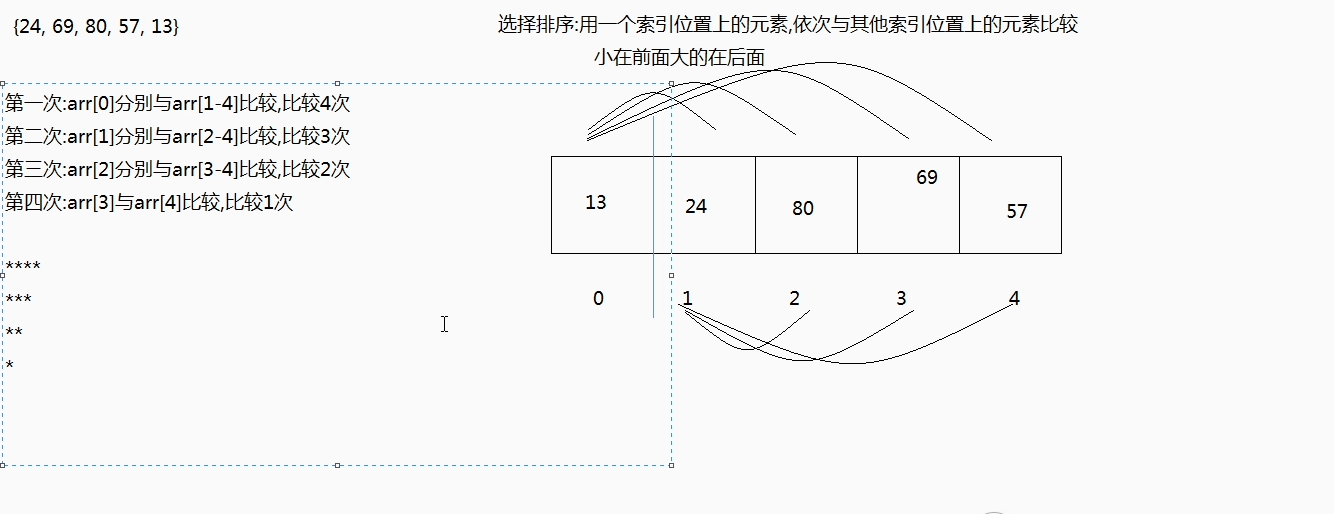 {24, 69, 80, 57, 13}
选择排序:用一个索引位置上的元素,依次与其他索引位置上的元素比较
小在前面大的在后面
第一次:arr[0]分别与arr[1-4]比较,比较4次
第二次:arr[1]分别与arr[2-4]比较,比较3次
第三次:arr[2]分别与arr[3-4]比较,比较2次
第四次:arr[3]与arr[4]比较,比较1次
****
***
**
*
13 24 80 69 57
0 1 2 3 4